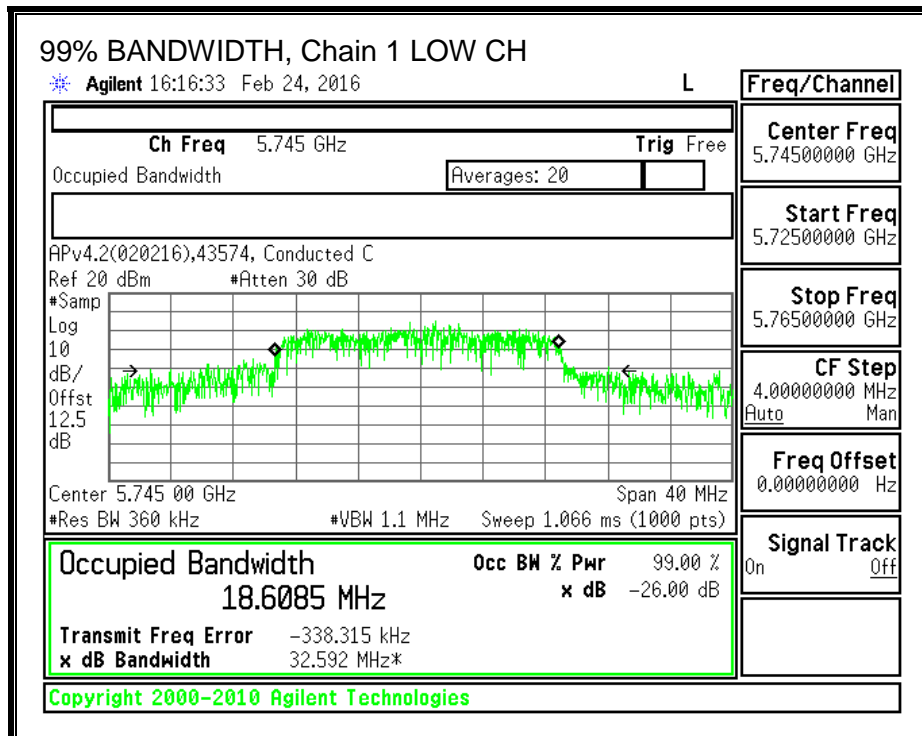 99% BANDWIDTH, Chain 1 LOW CH
Agilent 16:16:33 Feb 24, 2016 L
Freq/Channel
Ch Freq 5.745 GHz Trig Free
Occupied Bandwidth Averages: 20
Center Freq
5.74500000 GHz
Start Freq
5.72500000 GHz
APv4.2(020216),43574, Conducted C
Ref 20 dBm #Atten 30 dB
#Samp
Log
10
dB/
Offst
12.5
dB
Stop Freq
5.76500000 GHz
CF Step
4.00000000 MHz
Auto Man
Freq Offset
0.00000000 Hz
Center 5.745 00 GHz Span 40 MHz
#Res BW 360 kHz #VBW 1.1 MHz Sweep 1.066 ms (1000 pts)
Signal Track
On Off
Occupied Bandwidth Occ BW % Pwr 99.00 %
18.6085 MHz x dB -26.00 dB
Transmit Freq Error -338.315 kHz
x dB Bandwidth 32.592 MHz*
Copyright 2000-2010 Agilent Technologies